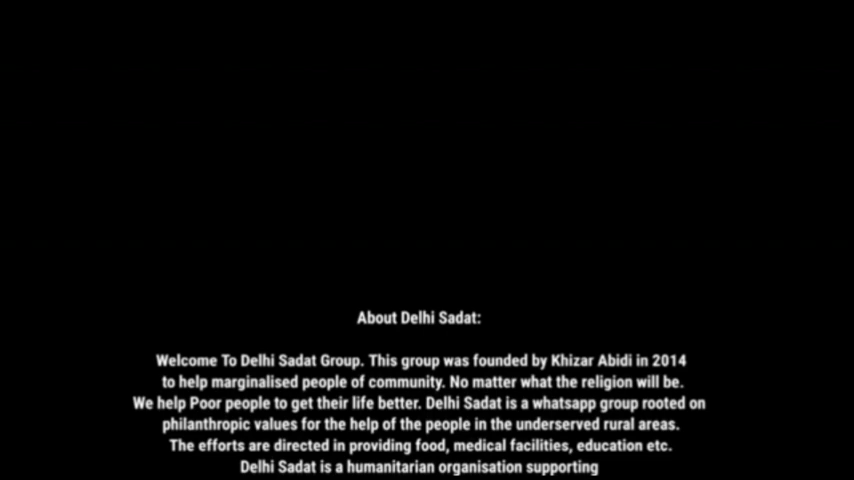 About Delhi Sadat:
Welcome To Delhi Sadat Group. This group was founded by Khizar Abidi in 2014
to help marginalised people of community. No matter what the religion will be.
We help Poor people to get their life better. Delhi Sadat is a whatsapp group rooted on
philanthropic values for the help of the people in the underserved rural areas.
The efforts are directed in providing food, medical facilities, education etc.
Delhi Sadat is a humanitarian organisation supporting